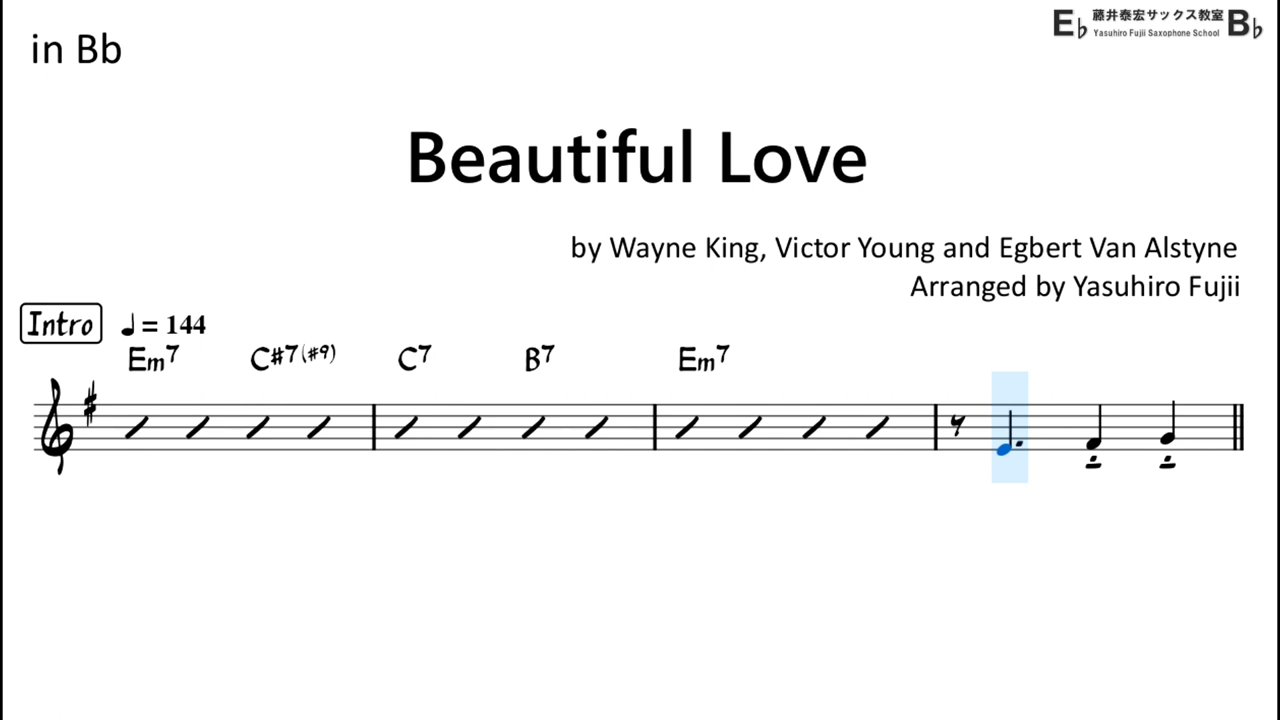 in Bb
E♭ 藤井泰宏サックス教室 B♭
Yasuhiro Fujii Saxophone School
Beautiful Love
by Wayne King, Victor Young and Egbert Van Alstyne
Arranged by Yasuhiro Fujii
Intro ♩= 144
Em7 C#7(#9) C7 B7 Em7